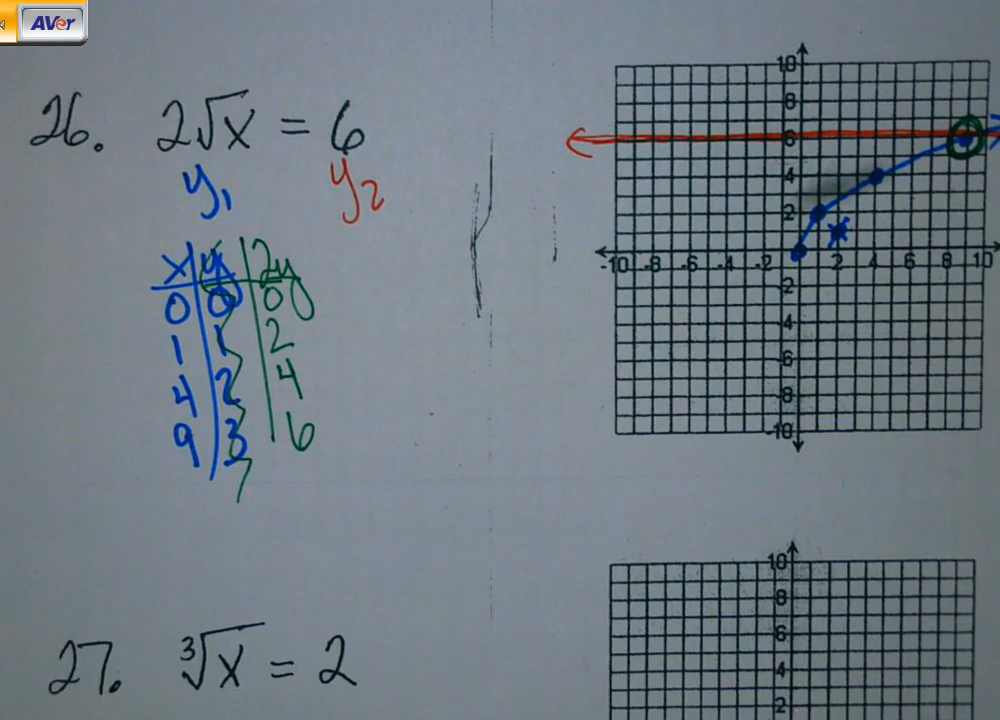 AVer
26. 2√x = 6
y₁ y₂
x y 2y
0 0 0
1 1 2
4 2 4
9 3 6
10
8
6
4
2
-10 -8 -6 -4 -2 2 4 6 8 10
-2
-4
-6
-8
-10
27. ∛x = 2
10
8
6
4
2